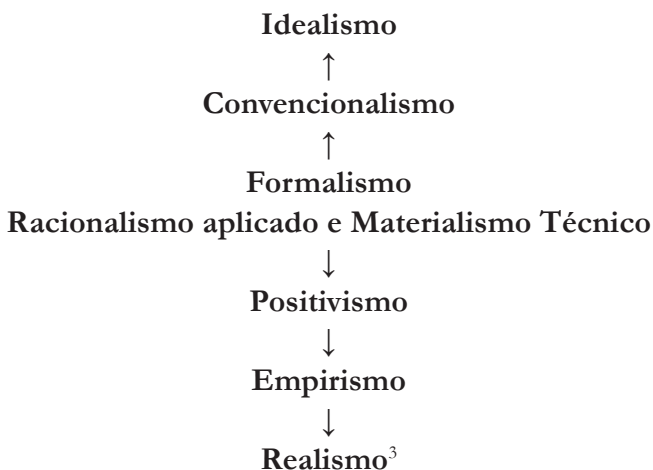 Idealismo
↑
Convencionalismo
↑
Formalismo
Racionalismo aplicado e Materialismo Técnico
↓
Positivismo
↓
Empirismo
↓
Realismo³